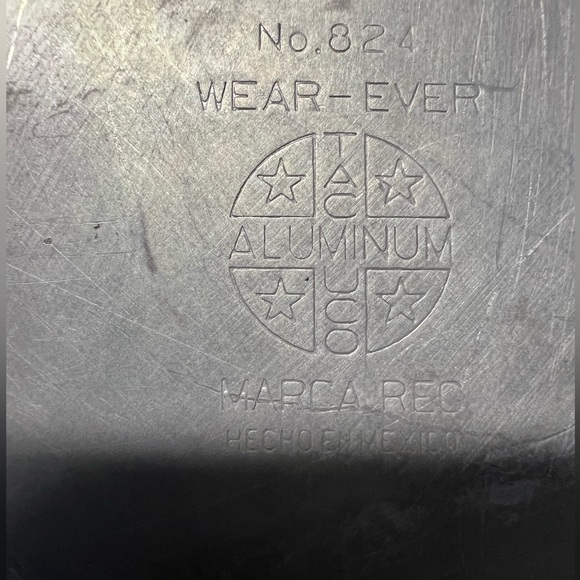 No.824
WEAR-EVER
TACUCO
ALUMINUM
MARCA REG
HECHO EN MEXICO